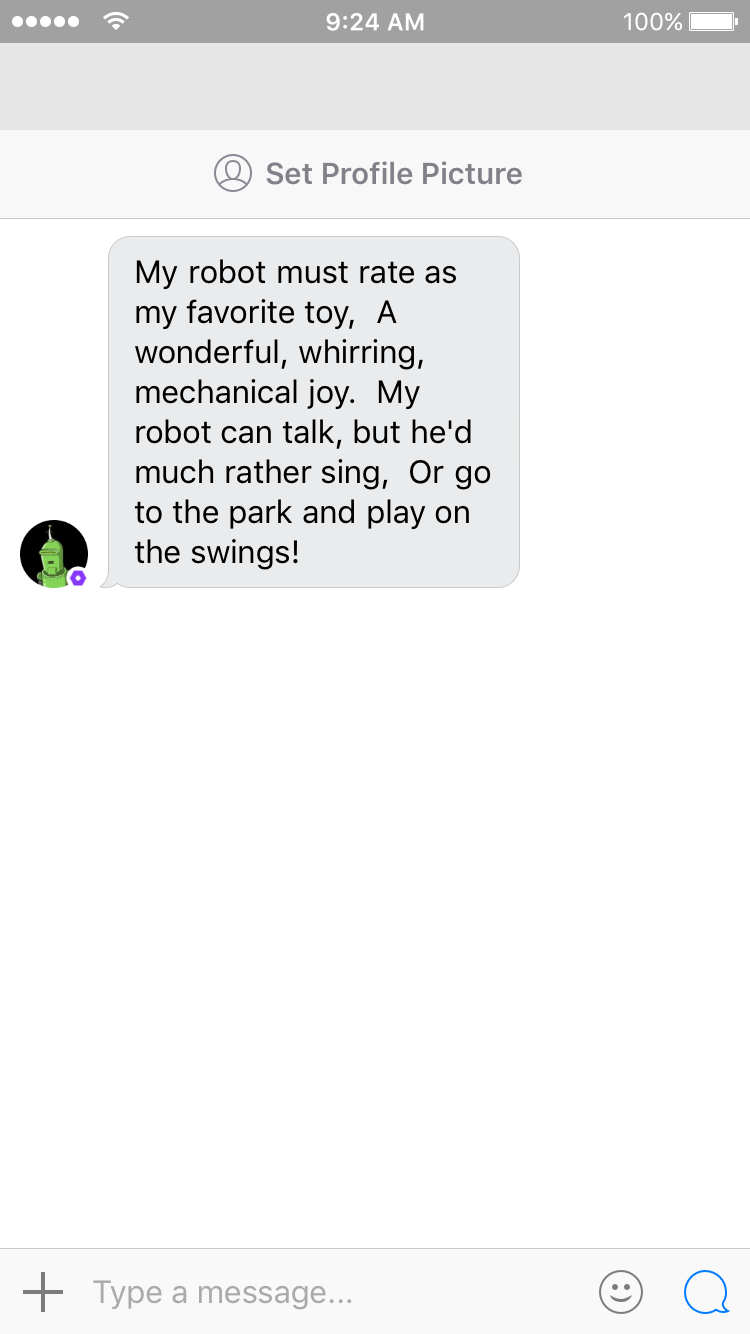 9:24 AM 100%
Set Profile Picture
My robot must rate as
my favorite toy,  A
wonderful, whirring,
mechanical joy.  My
robot can talk, but he'd
much rather sing,  Or go
to the park and play on
the swings!
Type a message...